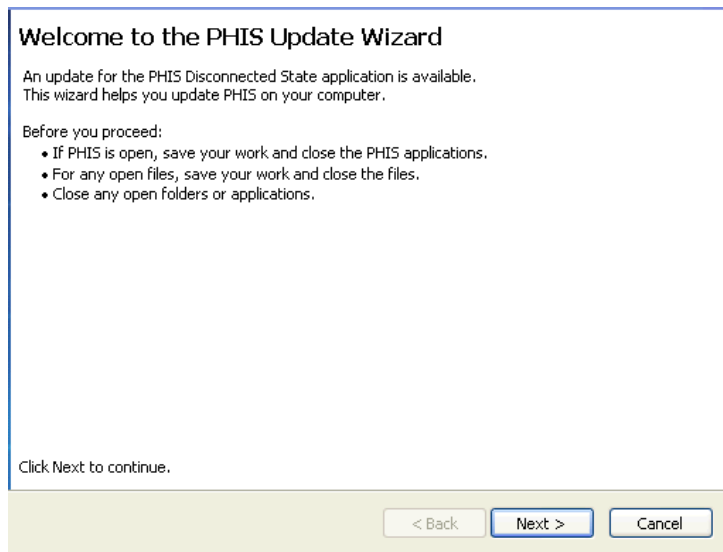 Welcome to the PHIS Update Wizard
An update for the PHIS Disconnected State application is available.
This wizard helps you update PHIS on your computer.
Before you proceed:
• If PHIS is open, save your work and close the PHIS applications.
• For any open files, save your work and close the files.
• Close any open folders or applications.
Click Next to continue.
< Back Next > Cancel